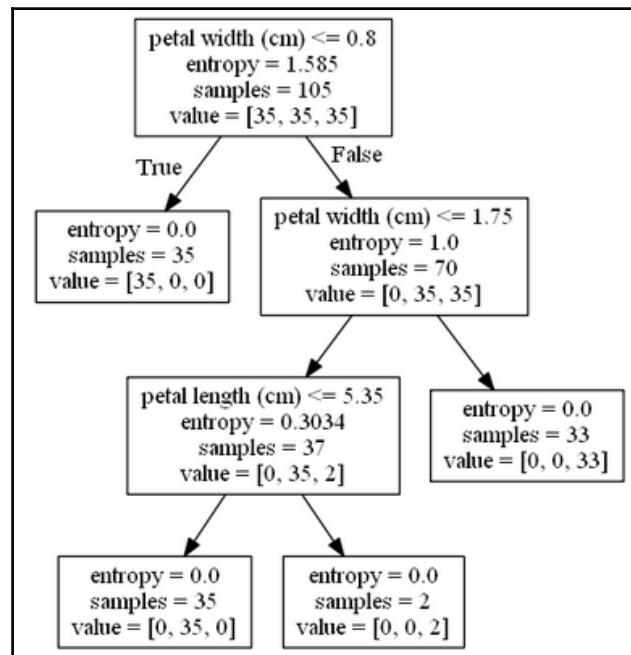 petal width (cm) <= 0.8
entropy = 1.585
samples = 105
value = [35, 35, 35]
True
False
entropy = 0.0
samples = 35
value = [35, 0, 0]
petal width (cm) <= 1.75
entropy = 1.0
samples = 70
value = [0, 35, 35]
petal length (cm) <= 5.35
entropy = 0.3034
samples = 37
value = [0, 35, 2]
entropy = 0.0
samples = 33
value = [0, 0, 33]
entropy = 0.0
samples = 35
value = [0, 35, 0]
entropy = 0.0
samples = 2
value = [0, 0, 2]